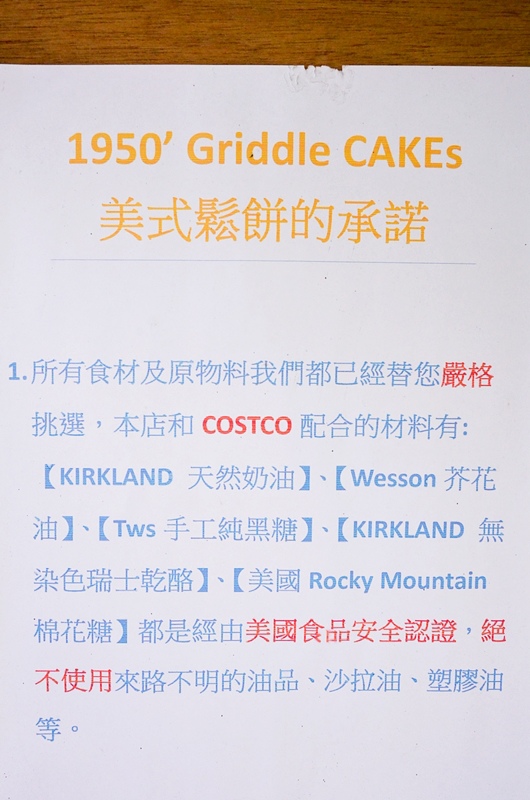 1950’ Griddle CAKEs
美式鬆餅的承諾
1.所有食材及原物料我們都已經替您嚴格
挑選，本店和 COSTCO 配合的材料有:
【KIRKLAND 天然奶油】、【Wesson 芥花
油】、【Tws 手工純黑糖】、【KIRKLAND 無
染色瑞士乾酪】、【美國 Rocky Mountain
棉花糖】都是經由美國食品安全認證，絕
不使用來路不明的油品、沙拉油、塑膠油
等。